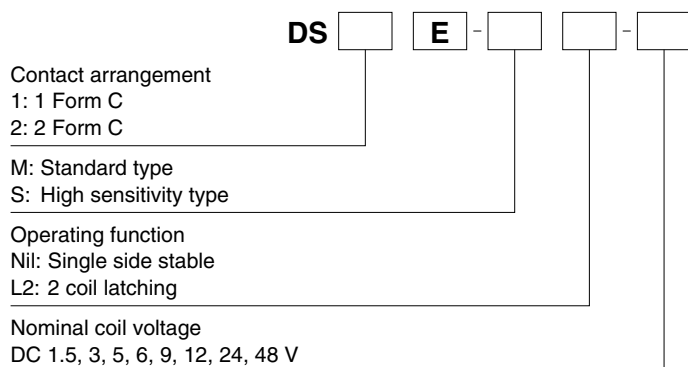 DS E - -
Contact arrangement
1: 1 Form C
2: 2 Form C
M: Standard type
S: High sensitivity type
Operating function
Nil: Single side stable
L2: 2 coil latching
Nominal coil voltage
DC 1.5, 3, 5, 6, 9, 12, 24, 48 V